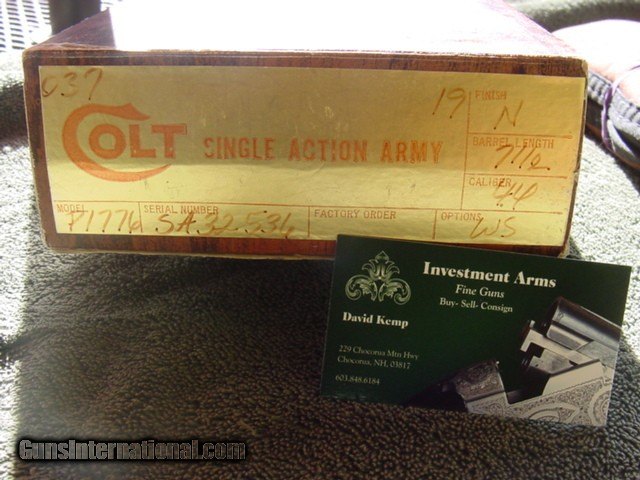 037
19
COLT
SINGLE ACTION ARMY
FINISH
N
BARREL LENGTH
7 1/2
CALIBER
44
MODEL
P1776
SERIAL NUMBER
SA 32536
FACTORY ORDER
OPTIONS
WS
Investment Arms
Fine Guns
Buy- Sell- Consign
David Kemp
229 Chocorua Mtn Hwy
Chocorua, NH, 03817
603.848.6184
GunsInternational.com